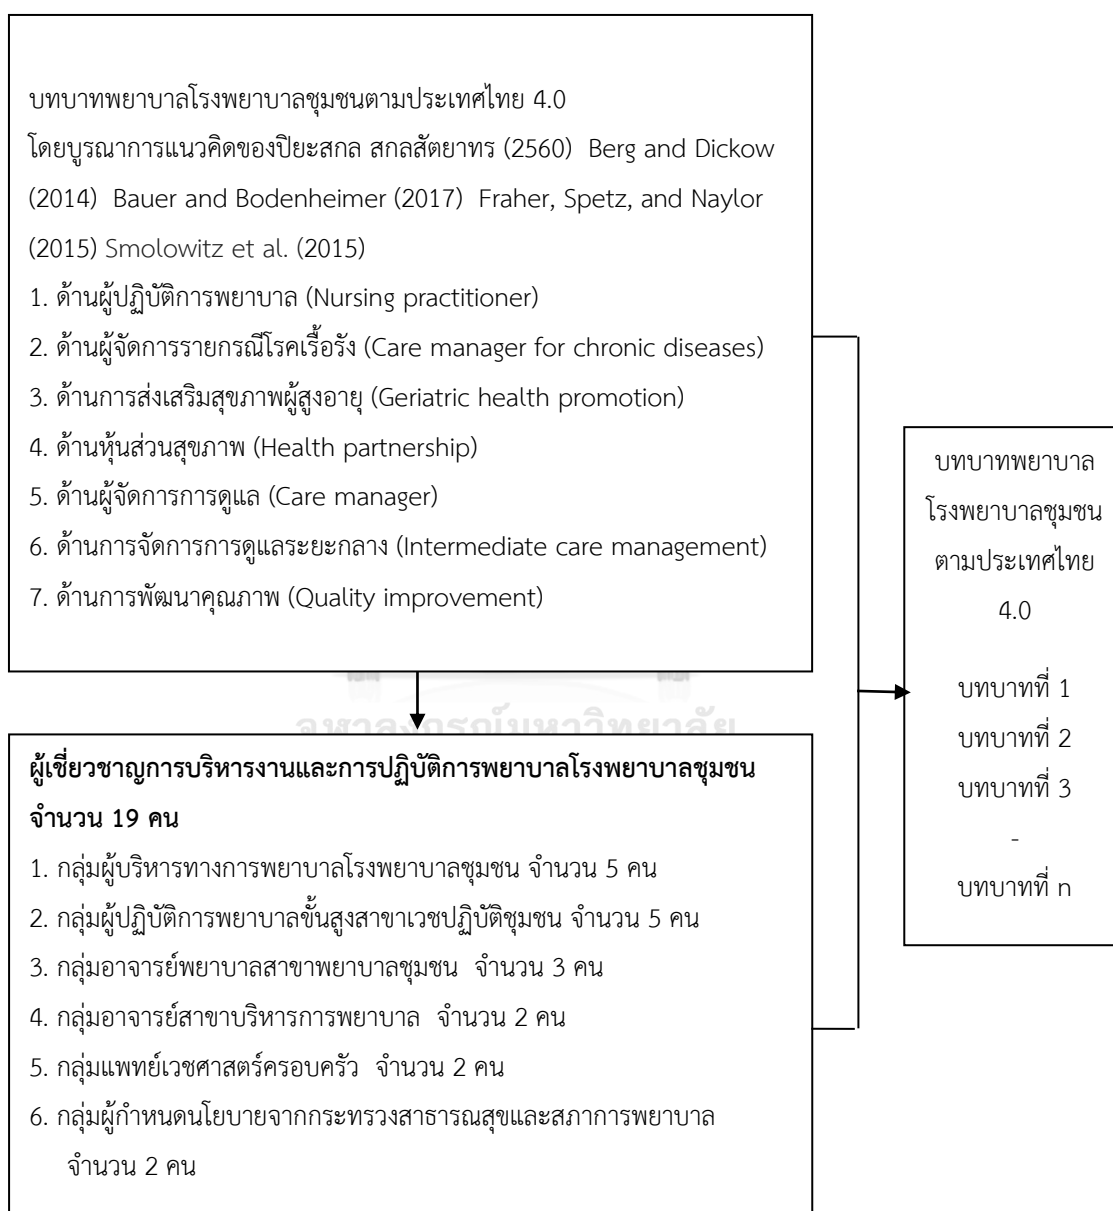 บทบาทพยาบาลโรงพยาบาลชุมชนตามประเทศไทย 4.0
โดยบูรณาการแนวคิดของปิยะสกล สกลสัตยาทร (2560) Berg and Dickow
(2014) Bauer and Bodenheimer (2017) Fraher, Spetz, and Naylor
(2015) Smolowitz et al. (2015)
1. ด้านผู้ปฏิบัติการพยาบาล (Nursing practitioner)
2. ด้านผู้จัดการรายกรณีโรคเรื้อรัง (Care manager for chronic diseases)
3. ด้านการส่งเสริมสุขภาพผู้สูงอายุ (Geriatric health promotion)
4. ด้านหุ้นส่วนสุขภาพ (Health partnership)
5. ด้านผู้จัดการการดูแล (Care manager)
6. ด้านการจัดการการดูแลระยะกลาง (Intermediate care management)
7. ด้านการพัฒนาคุณภาพ (Quality improvement)
จุฬาลงกรณ์มหาวิทยาลัย
ผู้เชี่ยวชาญการบริหารงานและการปฏิบัติการพยาบาลโรงพยาบาลชุมชน
จำนวน 19 คน
1. กลุ่มผู้บริหารทางการพยาบาลโรงพยาบาลชุมชน จำนวน 5 คน
2. กลุ่มผู้ปฏิบัติการพยาบาลขั้นสูงสาขาเวชปฏิบัติชุมชน จำนวน 5 คน
3. กลุ่มอาจารย์พยาบาลสาขาพยาบาลชุมชน จำนวน 3 คน
4. กลุ่มอาจารย์สาขาบริหารการพยาบาล จำนวน 2 คน
5. กลุ่มแพทย์เวชศาสตร์ครอบครัว จำนวน 2 คน
6. กลุ่มผู้กำหนดนโยบายจากกระทรวงสาธารณสุขและสภาการพยาบาล
จำนวน 2 คน
บทบาทพยาบาล
โรงพยาบาลชุมชน
ตามประเทศไทย
4.0
บทบาทที่ 1
บทบาทที่ 2
บทบาทที่ 3
-
บทบาทที่ n